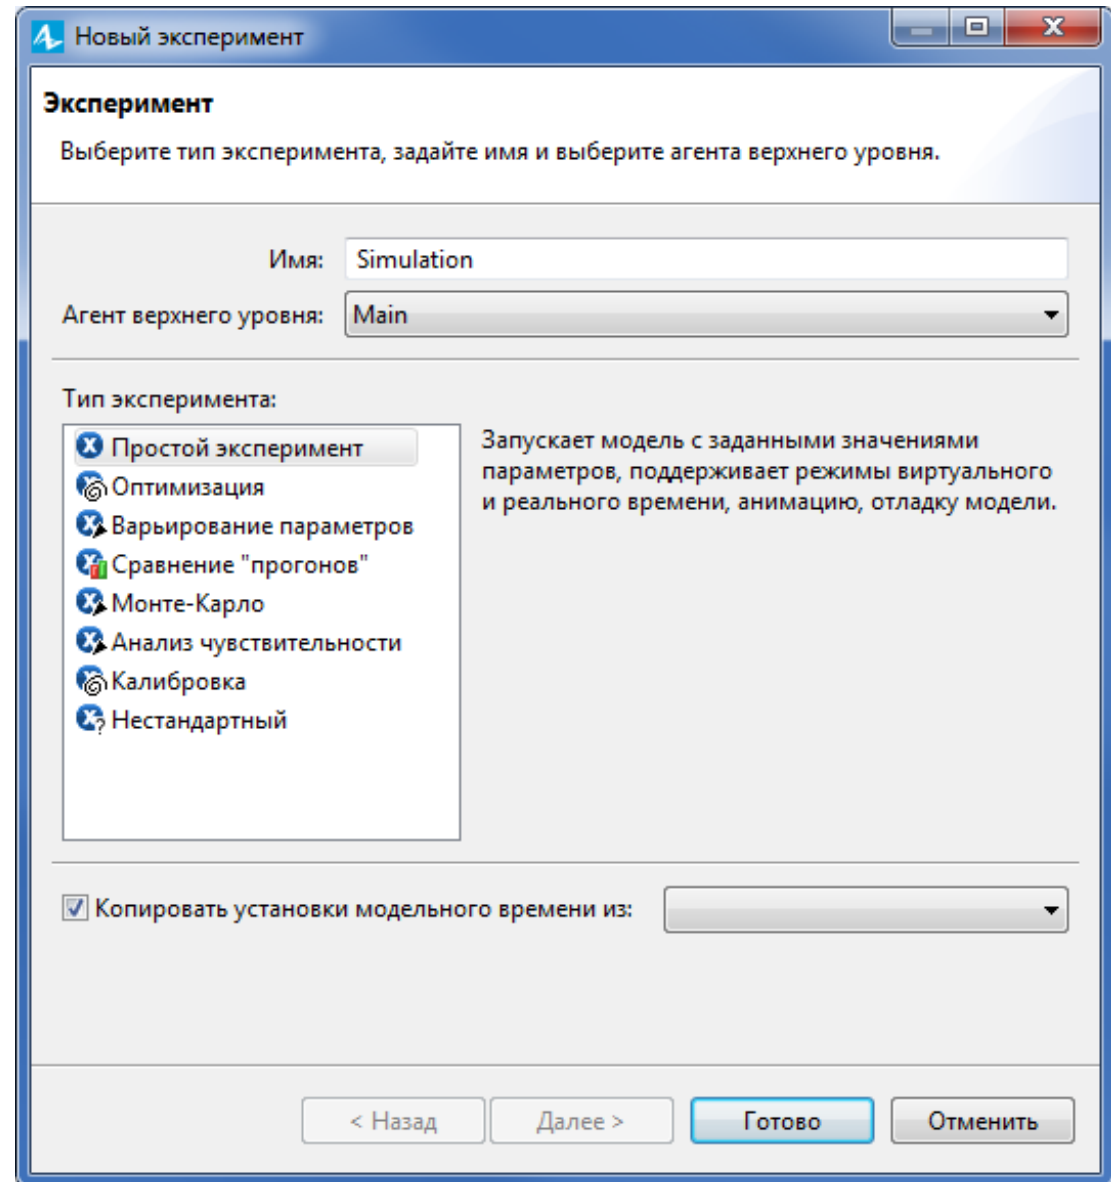 Новый эксперимент
Эксперимент
Выберите тип эксперимента, задайте имя и выберите агента верхнего уровня.
Имя: Simulation
Агент верхнего уровня: Main
Тип эксперимента:
Простой эксперимент
Оптимизация
Варьирование параметров
Сравнение "прогонов"
Монте-Карло
Анализ чувствительности
Калибровка
Нестандартный
Запускает модель с заданными значениями
параметров, поддерживает режимы виртуального
и реального времени, анимацию, отладку модели.
Копировать установки модельного времени из:
< Назад Далее > Готово Отменить